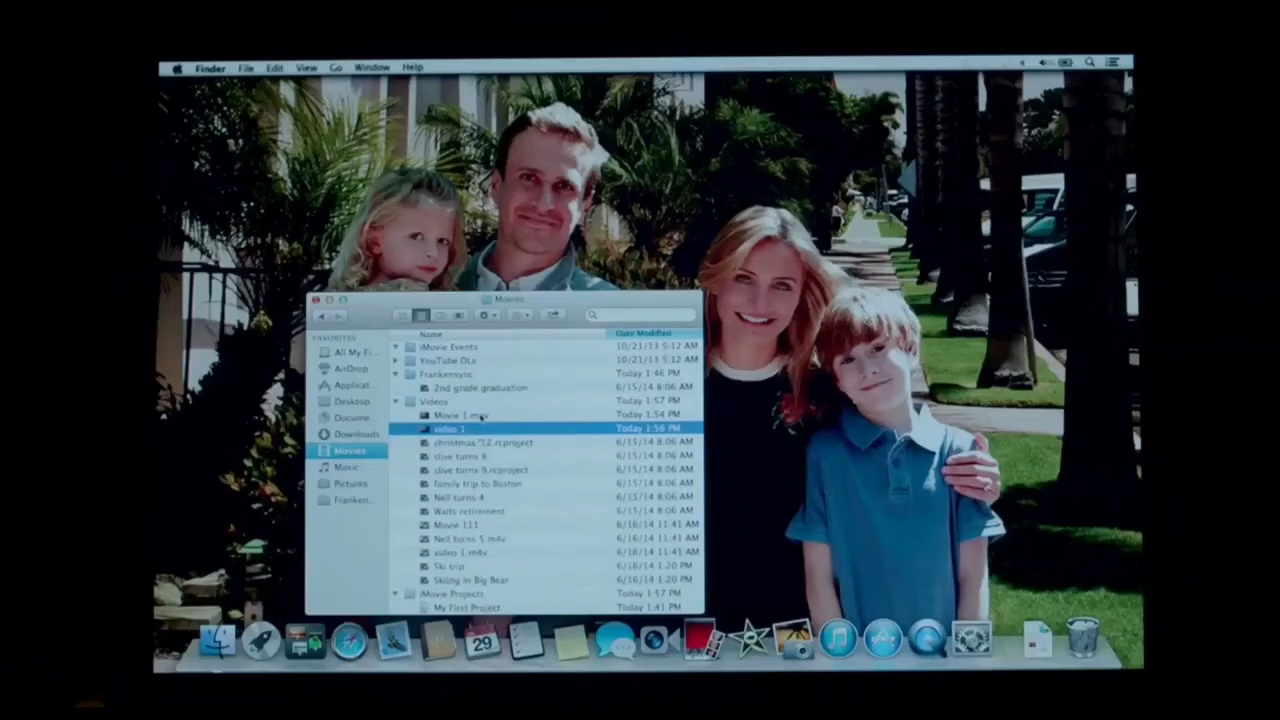 Finder File Edit View Go Window Help
Movies
FAVORITES
All My Fi...
AirDrop
Applicat...
Desktop
Docume...
Downloads
Movies
Music
Pictures
Franken...
Name Date Modified
iMovie Events 10/21/13 5:12 AM
YouTube DLs 10/21/13 5:12 AM
Frankensync Today 1:46 PM
2nd grade graduation 6/15/14 8:06 AM
Videos Today 1:57 PM
Movie 1.mov Today 1:54 PM
video 1 Today 1:56 PM
christmas '12.rcproject 6/15/14 8:06 AM
clive turns 8 6/15/14 8:06 AM
clive turns 9.rcproject 6/15/14 8:06 AM
family trip to Boston 6/15/14 8:06 AM
Nell turns 4 6/15/14 8:06 AM
Walts retirement 6/15/14 8:06 AM
Movie 111 6/16/14 11:41 AM
Nell turns 5.m4v 6/16/14 11:41 AM
video 1.m4v 6/16/14 11:41 AM
Ski trip 6/18/14 1:20 PM
Skiing in Big Bear 6/18/14 1:20 PM
iMovie Projects Today 1:57 PM
My First Project Today 1:41 PM
29